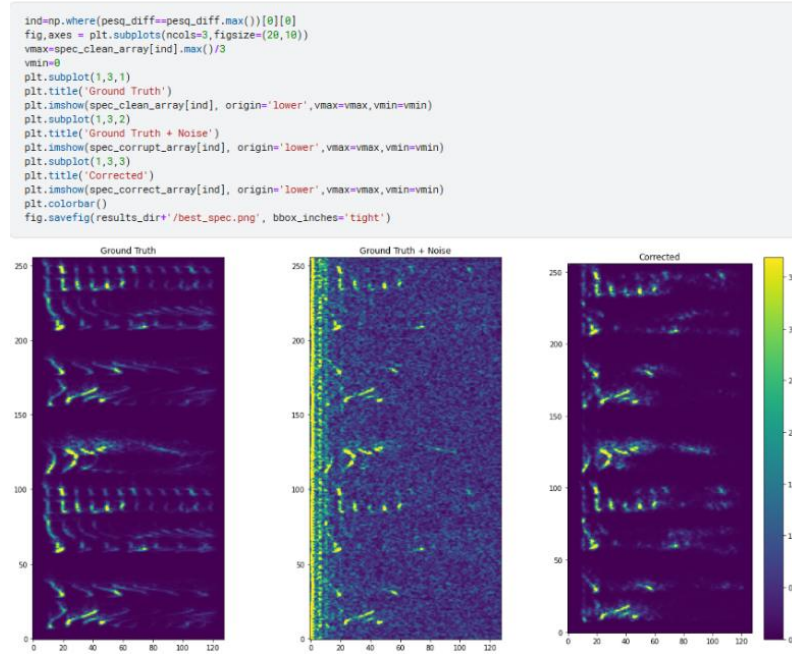 ind=np.where(pesq_diff==pesq_diff.max())[0][0]
fig,axes = plt.subplots(ncols=3,figsize=(20,10))
vmax=spec_clean_array[ind].max()/3
vmin=0
plt.subplot(1,3,1)
plt.title('Ground Truth')
plt.imshow(spec_clean_array[ind], origin='lower',vmax=vmax,vmin=vmin)
plt.subplot(1,3,2)
plt.title('Ground Truth + Noise')
plt.imshow(spec_corrupt_array[ind], origin='lower',vmax=vmax,vmin=vmin)
plt.subplot(1,3,3)
plt.title('Corrected')
plt.imshow(spec_correct_array[ind], origin='lower',vmax=vmax,vmin=vmin)
plt.colorbar()
fig.savefig(results_dir+'/best_spec.png', bbox_inches='tight')
Ground Truth
250
200
150
100
50
0
0 20 40 60 80 100 120
Ground Truth + Noise
250
200
150
100
50
0
0 20 40 60 80 100 120
Corrected
250
200
150
100
50
0
0 20 40 60 80 100 120